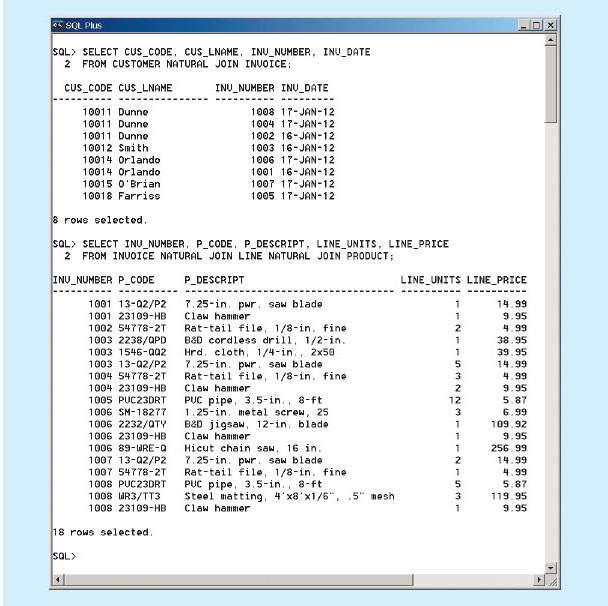 SQL Plus
SQL> SELECT CUS_CODE, CUS_LNAME, INV_NUMBER, INV_DATE
2 FROM CUSTOMER NATURAL JOIN INVOICE;
CUS_CODE CUS_LNAME INV_NUMBER INV_DATE
---------- --------------- ---------- ---------
10011 Dunne 1008 17-JAN-12
10011 Dunne 1004 17-JAN-12
10011 Dunne 1002 16-JAN-12
10012 Smith 1003 16-JAN-12
10014 Orlando 1006 17-JAN-12
10014 Orlando 1001 16-JAN-12
10015 O'Brian 1007 17-JAN-12
10018 Farriss 1005 17-JAN-12
8 rows selected.
SQL> SELECT INV_NUMBER, P_CODE, P_DESCRIPT, LINE_UNITS, LINE_PRICE
2 FROM INVOICE NATURAL JOIN LINE NATURAL JOIN PRODUCT;
INV_NUMBER P_CODE P_DESCRIPT LINE_UNITS LINE_PRICE
---------- ---------- ----------------------------------- ---------- ----------
1001 13-Q2/P2 7.25-in. pwr. saw blade 1 14.99
1001 23109-HB Claw hammer 1 9.95
1002 54778-2T Rat-tail file, 1/8-in. fine 2 4.99
1003 2238/QPD B&D cordless drill, 1/2-in. 1 38.95
1003 1546-QQ2 Hrd. cloth, 1/4-in., 2x50 1 39.95
1003 13-Q2/P2 7.25-in. pwr. saw blade 5 14.99
1004 54778-2T Rat-tail file, 1/8-in. fine 3 4.99
1004 23109-HB Claw hammer 2 9.95
1005 PVC23DRT PVC pipe, 3.5-in., 8-ft 12 5.87
1006 SM-18277 1.25-in. metal screw, 25 3 6.99
1006 2232/QTY B&D jigsaw, 12-in. blade 1 109.92
1006 23109-HB Claw hammer 1 9.95
1006 89-WRE-Q Hicut chain saw, 16 in. 1 256.99
1007 13-Q2/P2 7.25-in. pwr. saw blade 2 14.99
1007 54778-2T Rat-tail file, 1/8-in. fine 1 4.99
1008 PVC23DRT PVC pipe, 3.5-in., 8-ft 5 5.87
1008 WR3/TT3 Steel matting, 4'x8'x1/6", .5" mesh 3 119.95
1008 23109-HB Claw hammer 1 9.95
18 rows selected.
SQL>